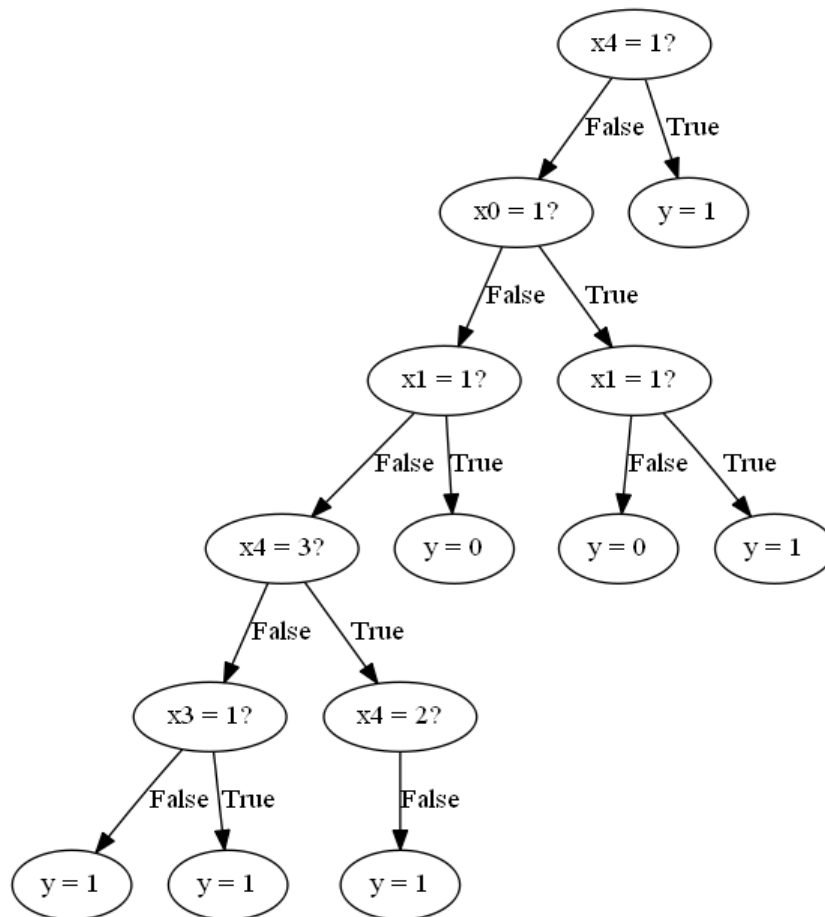 x4 = 1?
False
True
x0 = 1?
y = 1
False
True
x1 = 1?
x1 = 1?
False
True
False
True
x4 = 3?
y = 0
y = 0
y = 1
False
True
x3 = 1?
x4 = 2?
False
True
False
y = 1
y = 1
y = 1